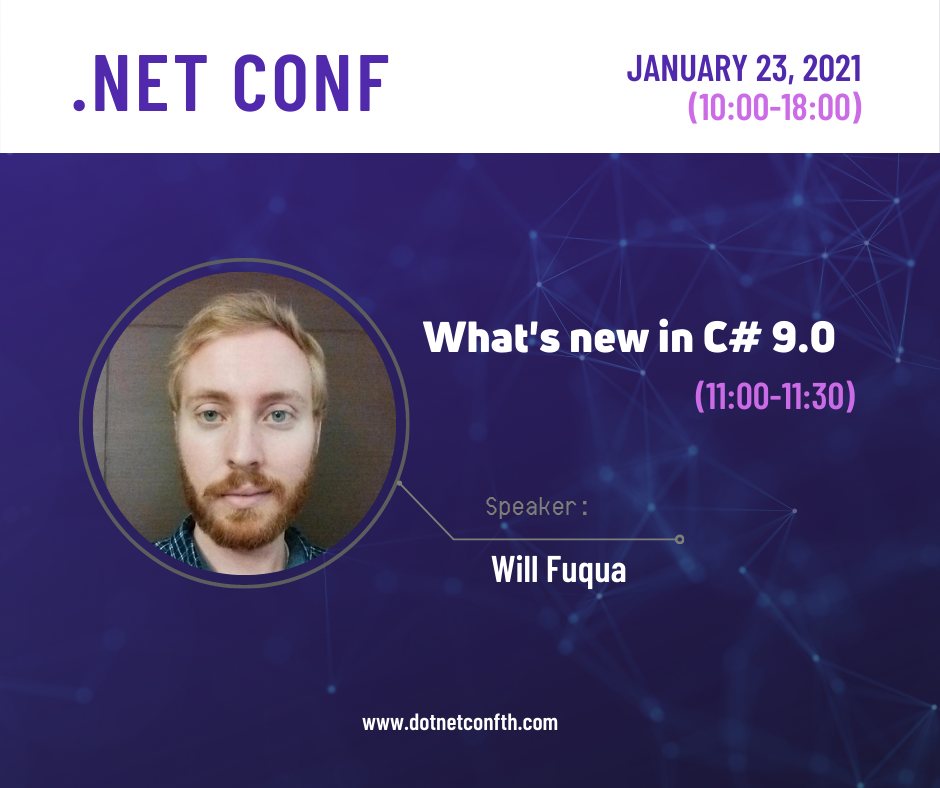 .NET CONF
JANUARY 23, 2021
(10:00-18:00)
What's new in C# 9.0
(11:00-11:30)
Speaker:
Will Fuqua
www.dotnetconfth.com